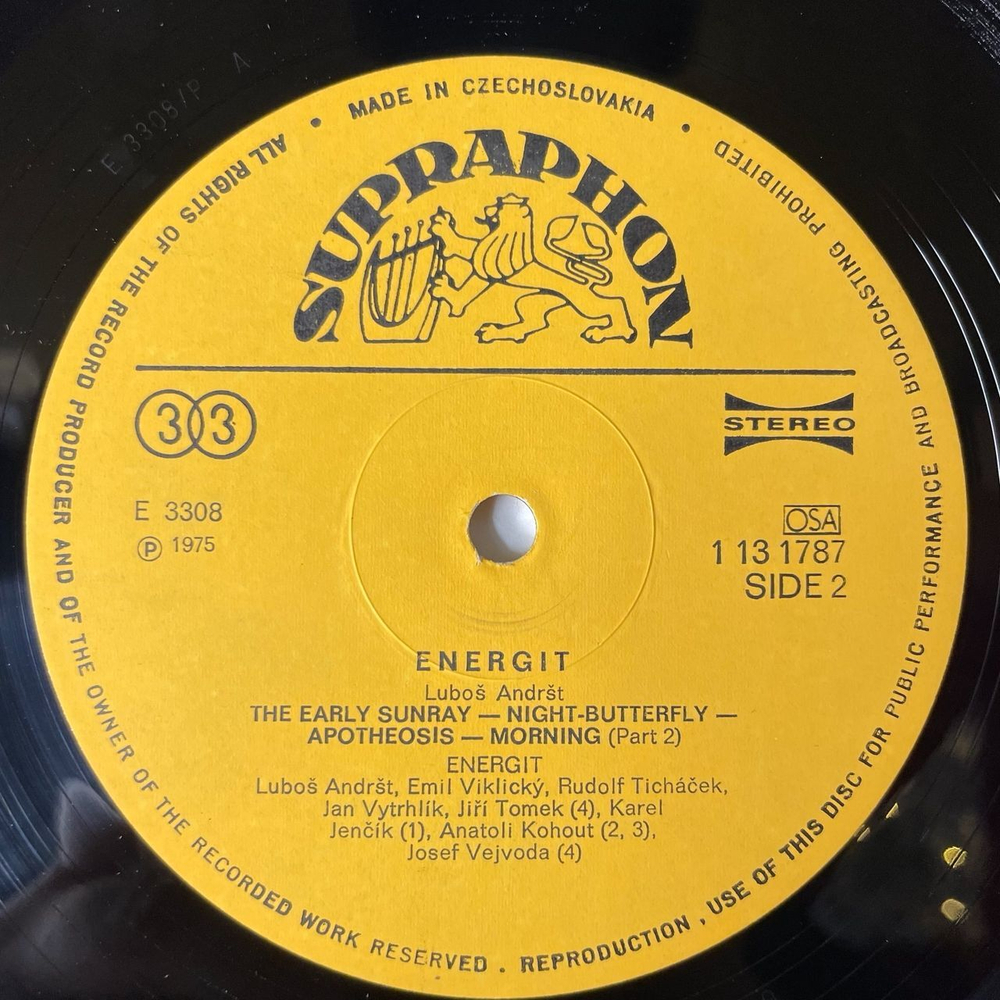 E 3308/P A
MADE IN CZECHOSLOVAKIA
SUPRAPHON
33
STEREO
E 3308
Ⓟ 1975
OSA
1 13 1787
SIDE 2
ENERGIT
Luboš Andršt
THE EARLY SUNRAY — NIGHT-BUTTERFLY —
APOTHEOSIS — MORNING (Part 2)
ENERGIT
Luboš Andršt, Emil Viklický, Rudolf Ticháček,
Jan Vytrhlík, Jiří Tomek (4), Karel
Jenčík (1), Anatoli Kohout (2, 3),
Josef Vejvoda (4)
ALL RIGHTS OF THE RECORD PRODUCER AND OF THE OWNER OF THE RECORDED WORK RESERVED . REPRODUCTION , USE OF THIS DISC FOR PUBLIC PERFORMANCE AND BROADCASTING PROHIBITED